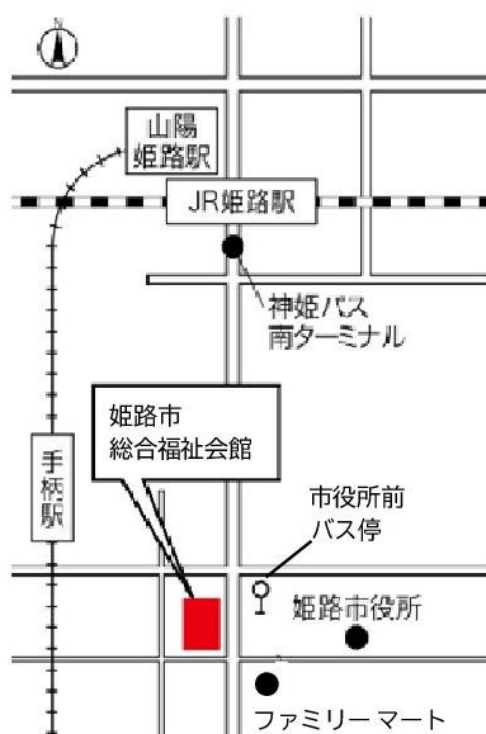 N
山陽
姫路駅
JR姫路駅
神姫バス
南ターミナル
姫路市
総合福祉会館
手柄駅
市役所前
バス停
姫路市役所
ファミリーマート